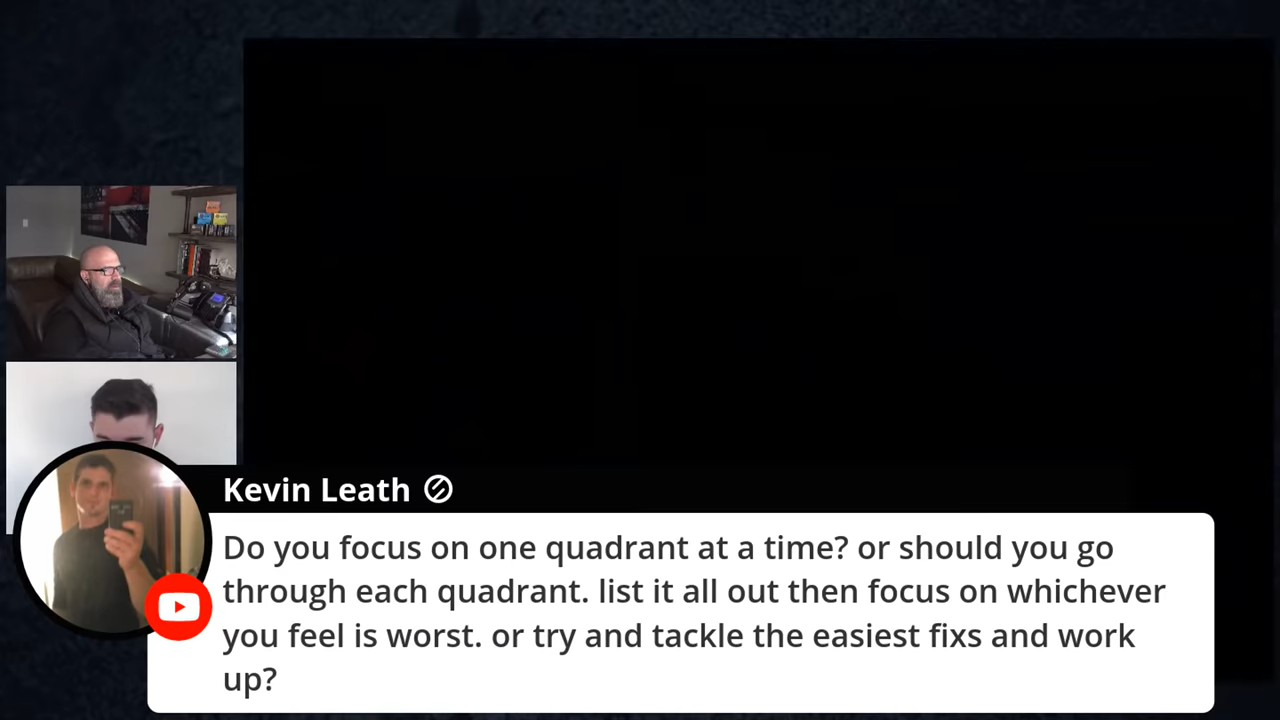 Kevin Leath
Do you focus on one quadrant at a time? or should you go
through each quadrant. list it all out then focus on whichever
you feel is worst. or try and tackle the easiest fixs and work
up?